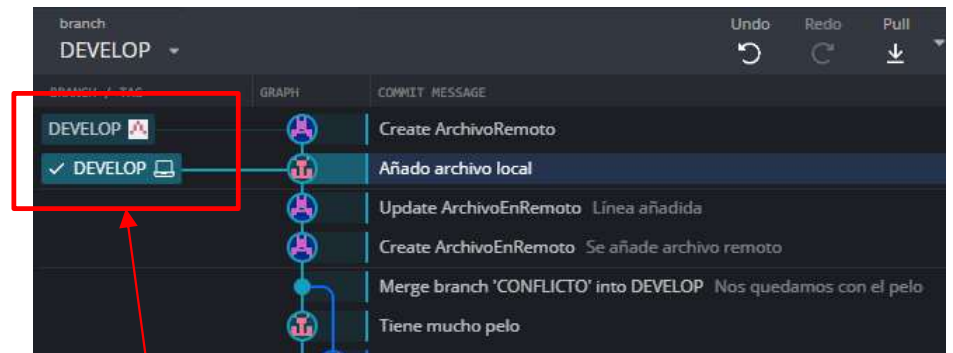 branch
DEVELOP
Undo Redo Pull
BRANCH / TAG GRAPH COMMIT MESSAGE
DEVELOP Create ArchivoRemoto
DEVELOP Añado archivo local
Update ArchivoEnRemoto Línea añadida
Create ArchivoEnRemoto Se añade archivo remoto
Merge branch 'CONFLICTO' into DEVELOP Nos quedamos con el pelo
Tiene mucho pelo